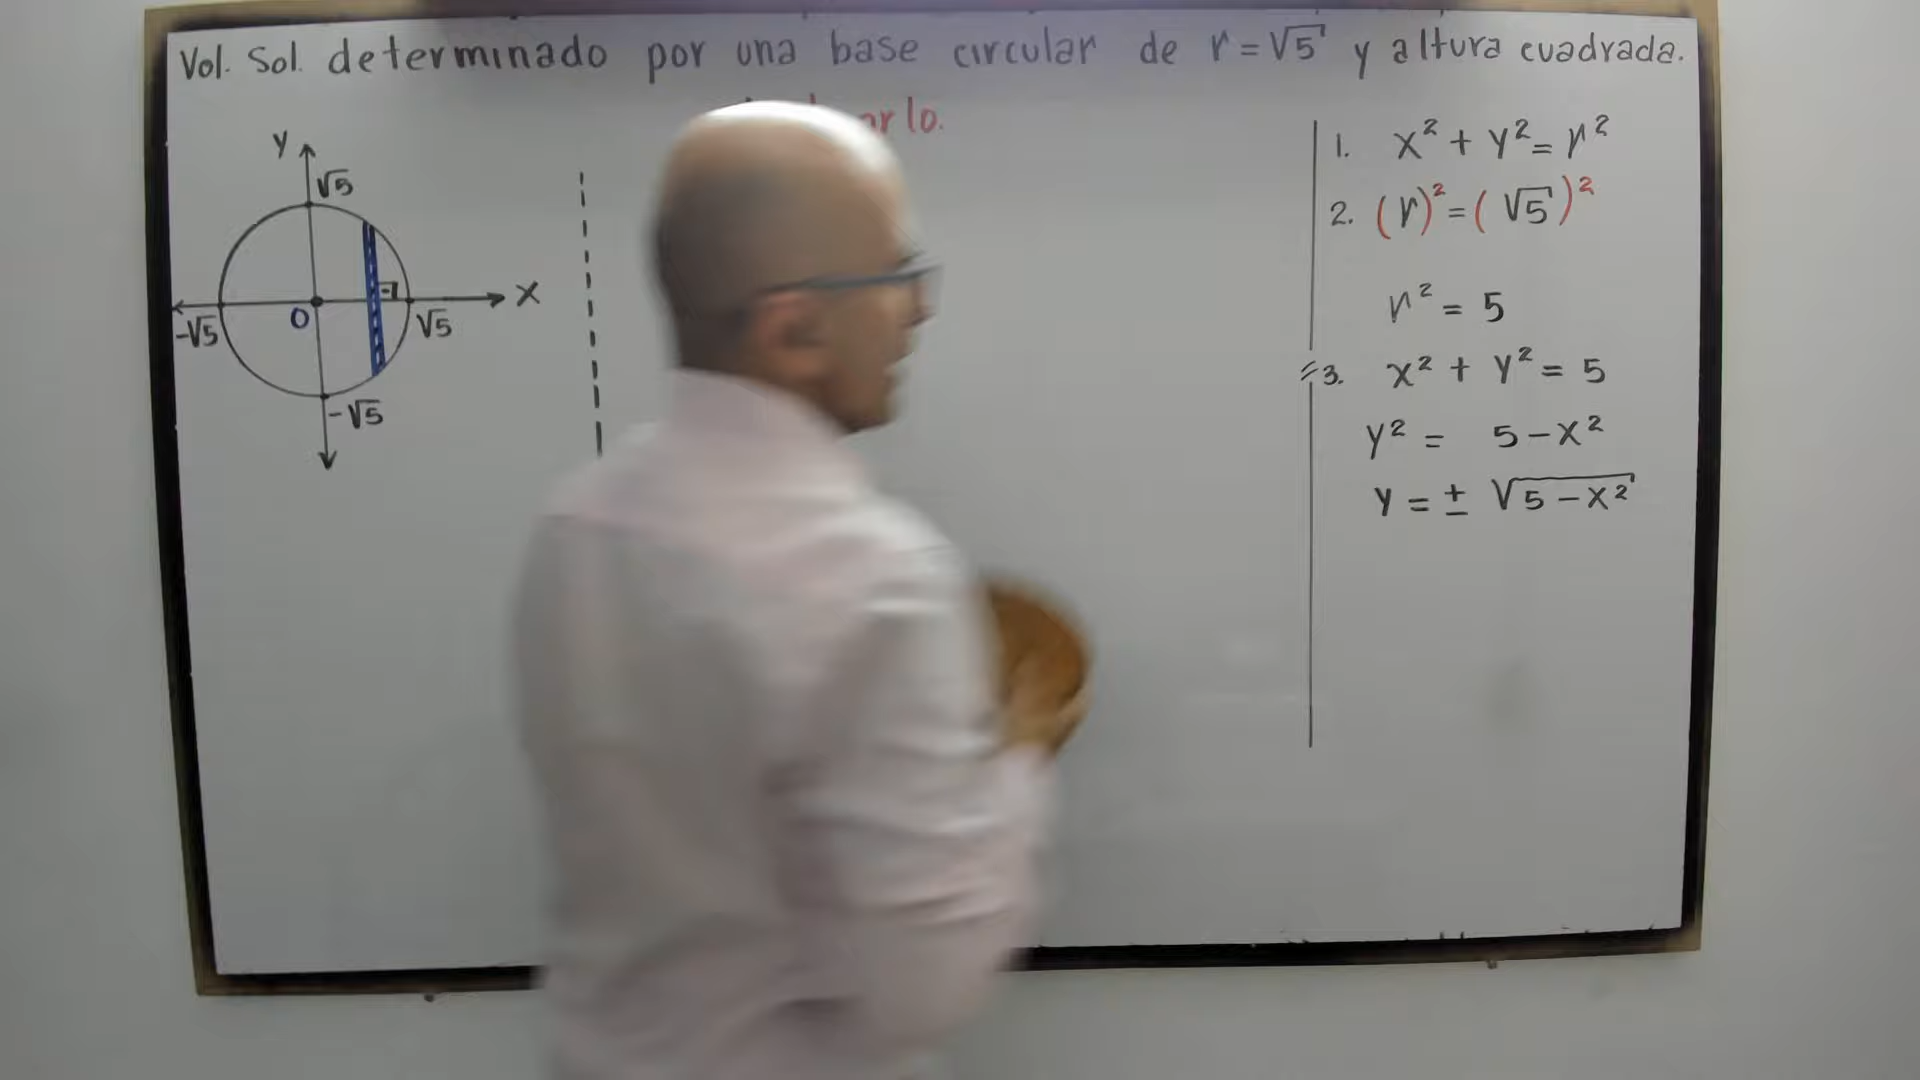 Vol. Sol. determinado por una base circular de r = √5 y altura cuadrada.
y
√5
x
0
-√5
√5
-√5
1. x² + y² = r²
2. (r)² = (√5)²
r² = 5
3. x² + y² = 5
y² = 5 - x²
y = ± √5 - x²